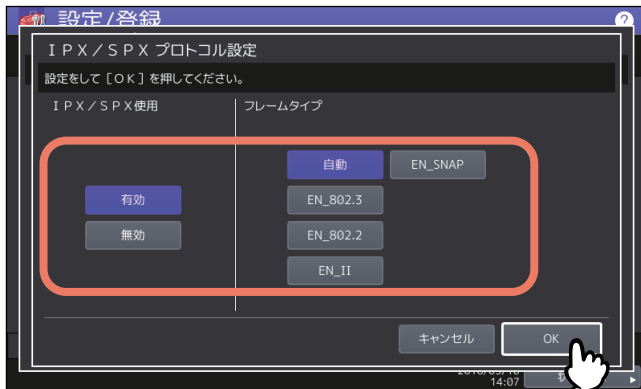 設定/登録
?
ＩＰＸ／ＳＰＸ プロトコル設定
設定をして［ＯＫ］を押してください。
ＩＰＸ／ＳＰＸ使用
フレームタイプ
自動
EN_SNAP
有効
EN_802.3
無効
EN_802.2
EN_II
キャンセル
OK
14:07